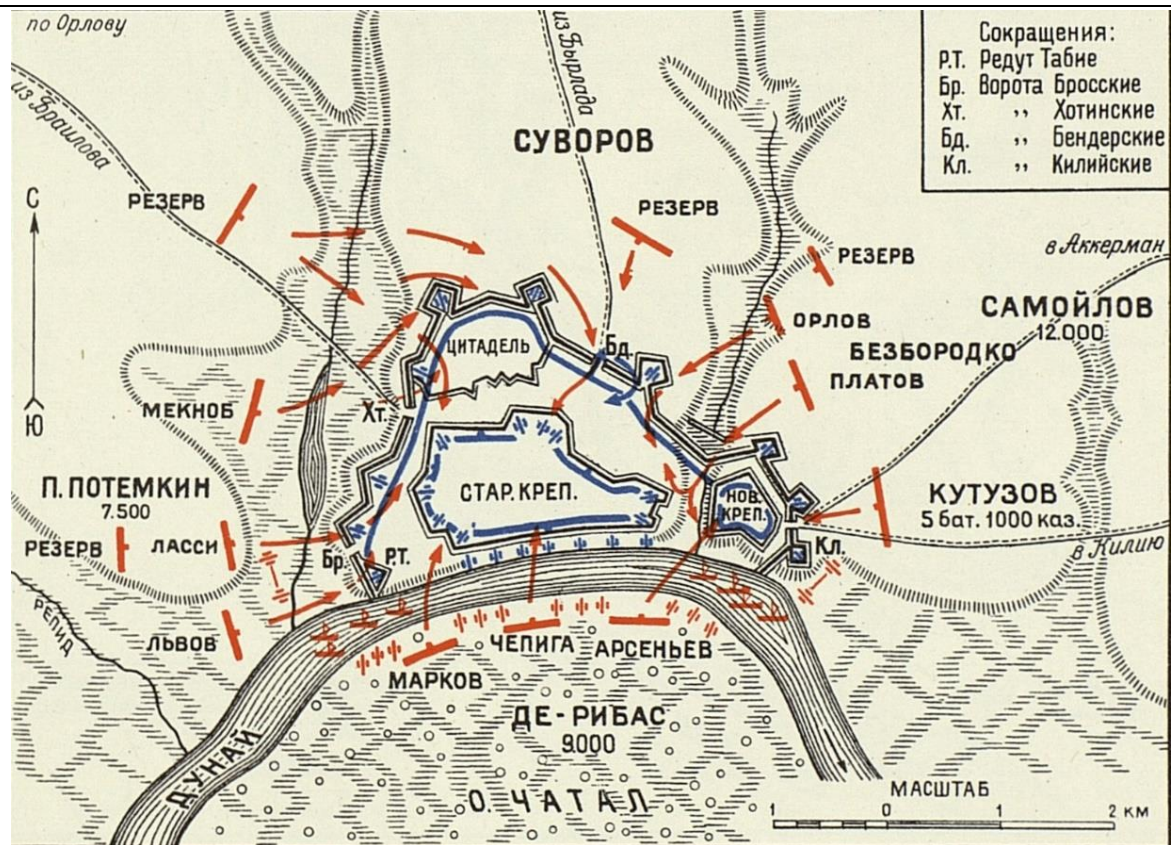 по Орлову
из Браилова
из Бырлада
Сокращения:
Р.Т. Редут Табие
Бр. Ворота Бросские
Хт. ,, Хотинские
Бд. ,, Бендерские
Кл. ,, Килийские
СУВОРОВ
С
Ю
РЕЗЕРВ
РЕЗЕРВ
РЕЗЕРВ
в Аккерман
САМОЙЛОВ
12.000
ОРЛОВ
БЕЗБОРОДКО
ПЛАТОВ
ЦИТАДЕЛЬ
Бд.
МЕКНОБ
Хт.
П. ПОТЕМКИН
7.500
СТАР. КРЕП.
НОВ.
КРЕП.
КУТУЗОВ
5 бат. 1000 каз.
РЕЗЕРВ
ЛАССИ
Бр.
Р.Т.
Кл.
в Килию
РЕПИД
ЛЬВОВ
ЧЕПИГА
АРСЕНЬЕВ
МАРКОВ
ДЕ-РИБАС
9.000
ДУНАЙ
О. ЧАТАЛ
МАСШТАБ
1 0 1 2 км